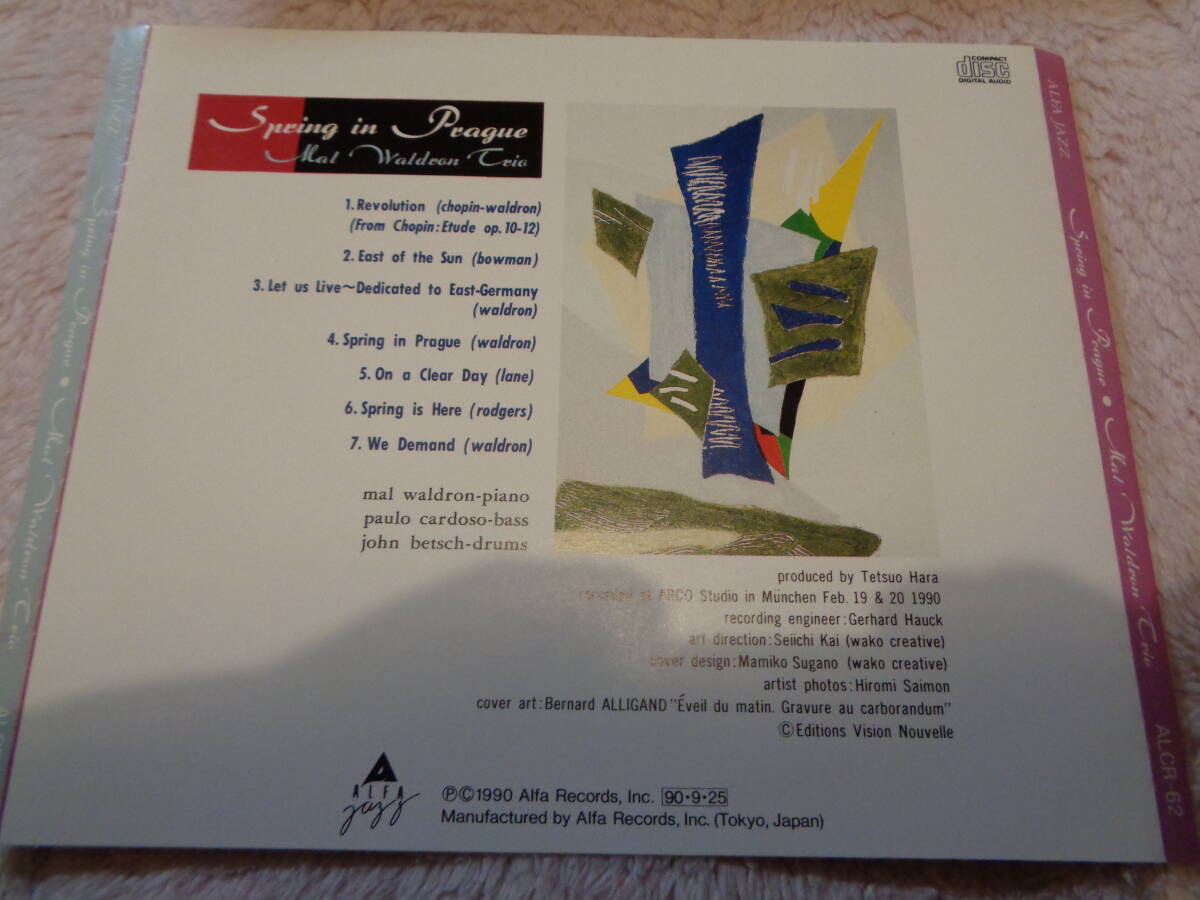 COMPACT
disc
DIGITAL AUDIO
Spring in Prague
Mal Waldron Trio
1. Revolution (chopin-waldron)
(From Chopin:Etude op.10-12)
2. East of the Sun (bowman)
3. Let us Live~Dedicated to East-Germany
(waldron)
4. Spring in Prague (waldron)
5. On a Clear Day (lane)
6. Spring is Here (rodgers)
7. We Demand (waldron)
mal waldron-piano
paulo cardoso-bass
john betsch-drums
produced by Tetsuo Hara
recorded at ARCO Studio in München Feb. 19 & 20 1990
recording engineer:Gerhard Hauck
art direction:Seiichi Kai (wako creative)
cover design:Mamiko Sugano (wako creative)
artist photos:Hiromi Saimon
cover art:Bernard ALLIGAND "Éveil du matin. Gravure au carborandum"
©Editions Vision Nouvelle
ALFA
jazz
℗©1990 Alfa Records, Inc. 90・9・25
Manufactured by Alfa Records, Inc. (Tokyo, Japan)
ALFA JAZZ Spring in Prague ● Mal Waldron Trio ALCR-62
ALFA JAZZ Spring in Prague ● Mal Waldron Trio